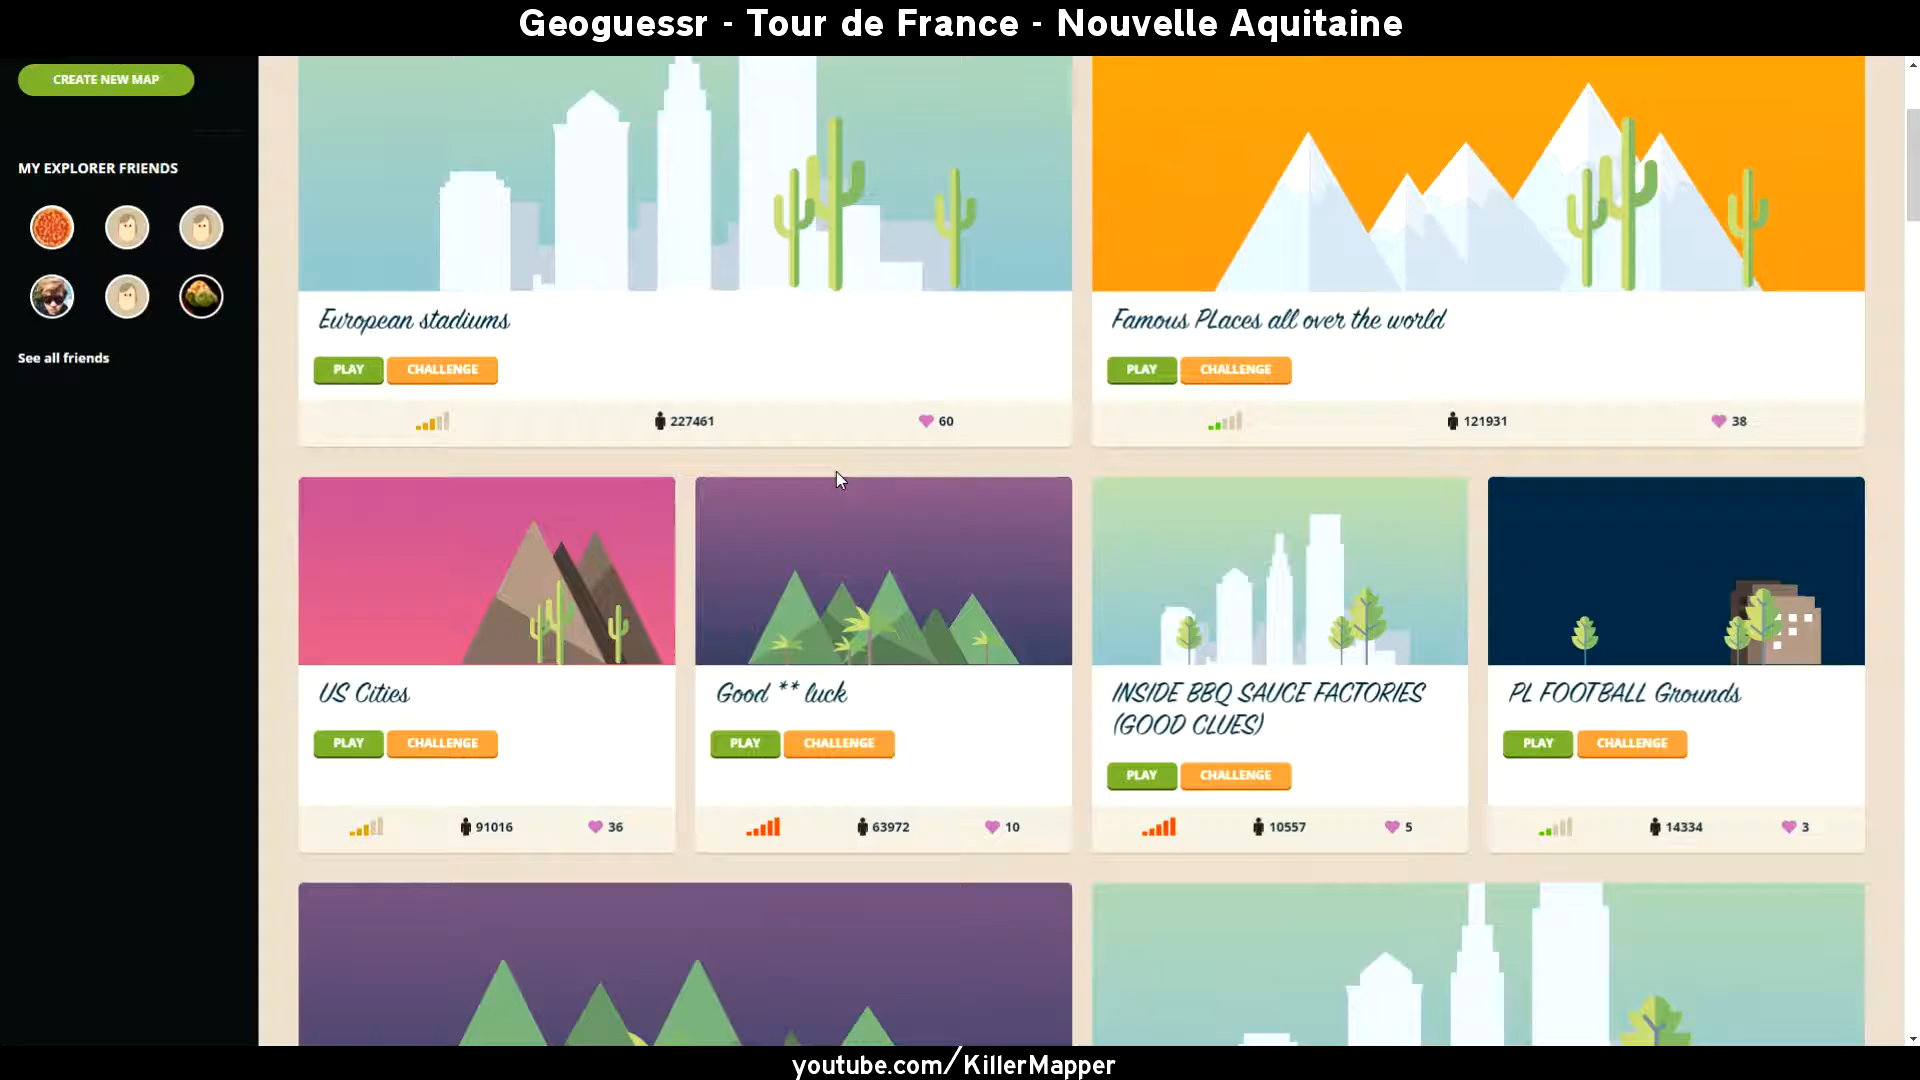 Geoguessr - Tour de France - Nouvelle Aquitaine
CREATE NEW MAP
MY EXPLORER FRIENDS
See all friends
European stadiums
PLAY CHALLENGE
227461 60
Famous PLaces all over the world
PLAY CHALLENGE
121931 38
US Cities
PLAY CHALLENGE
91016 36
Good ** luck
PLAY CHALLENGE
63972 10
INSIDE BBQ SAUCE FACTORIES
(GOOD CLUES)
PLAY CHALLENGE
10557 5
PL FOOTBALL Grounds
PLAY CHALLENGE
14334 3
youtube.com/KillerMapper